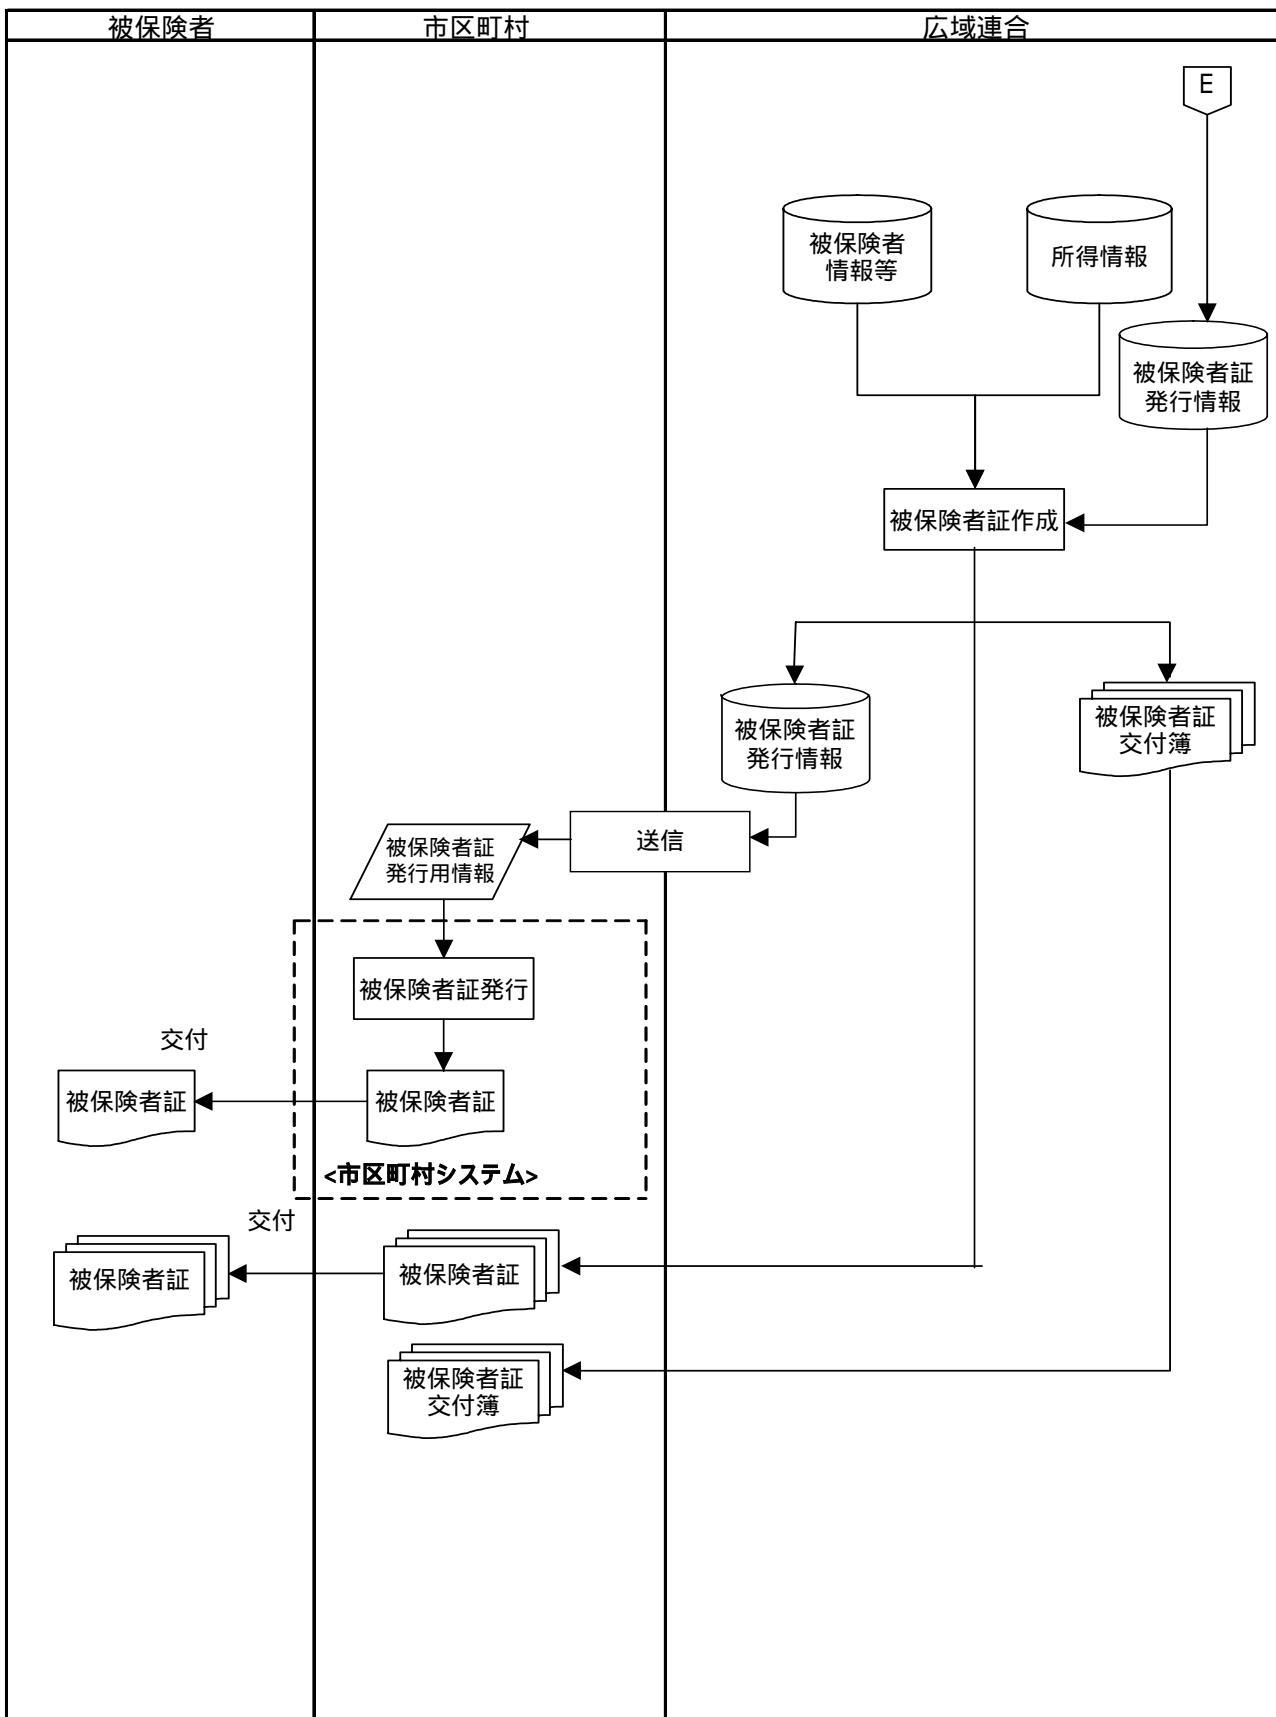 被保険者
市区町村
広域連合
E
被保険者
情報等
所得情報
被保険者証
発行情報
被保険者証作成
被保険者証
発行情報
被保険者証
交付簿
送信
被保険者証
発行用情報
被保険者証発行
交付
被保険者証
被保険者証
<市区町村システム>
交付
被保険者証
被保険者証
被保険者証
交付簿